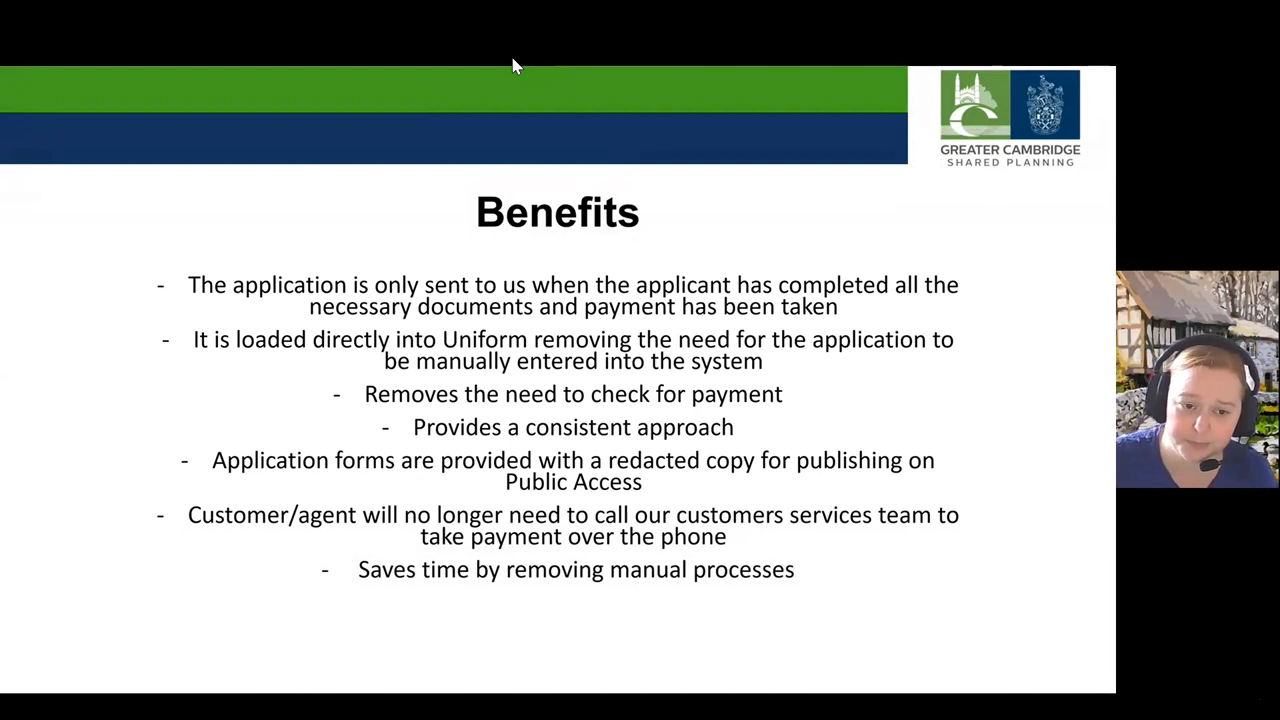 GREATER CAMBRIDGE
SHARED PLANNING
Benefits
- The application is only sent to us when the applicant has completed all the
necessary documents and payment has been taken
- It is loaded directly into Uniform removing the need for the application to
be manually entered into the system
- Removes the need to check for payment
- Provides a consistent approach
- Application forms are provided with a redacted copy for publishing on
Public Access
- Customer/agent will no longer need to call our customers services team to
take payment over the phone
- Saves time by removing manual processes